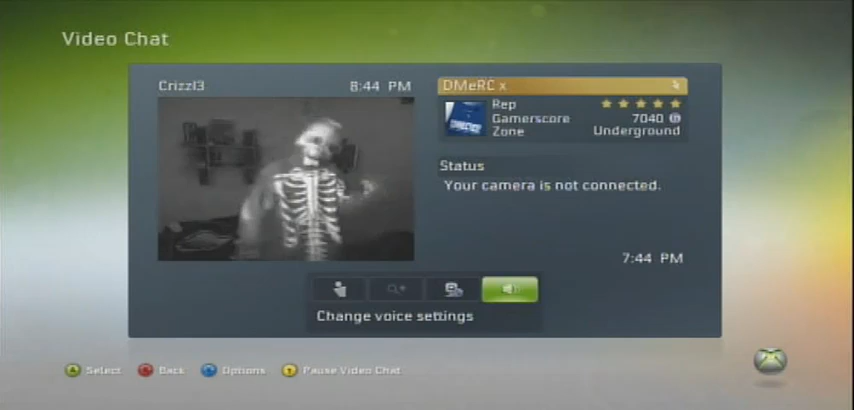 Video Chat
Crizzl3 8:44 PM
DMeRC x
Rep
Gamerscore 7040 G
Zone Underground
Status
Your camera is not connected.
7:44 PM
Change voice settings
A Select B Back X Options Y Pause Video Chat